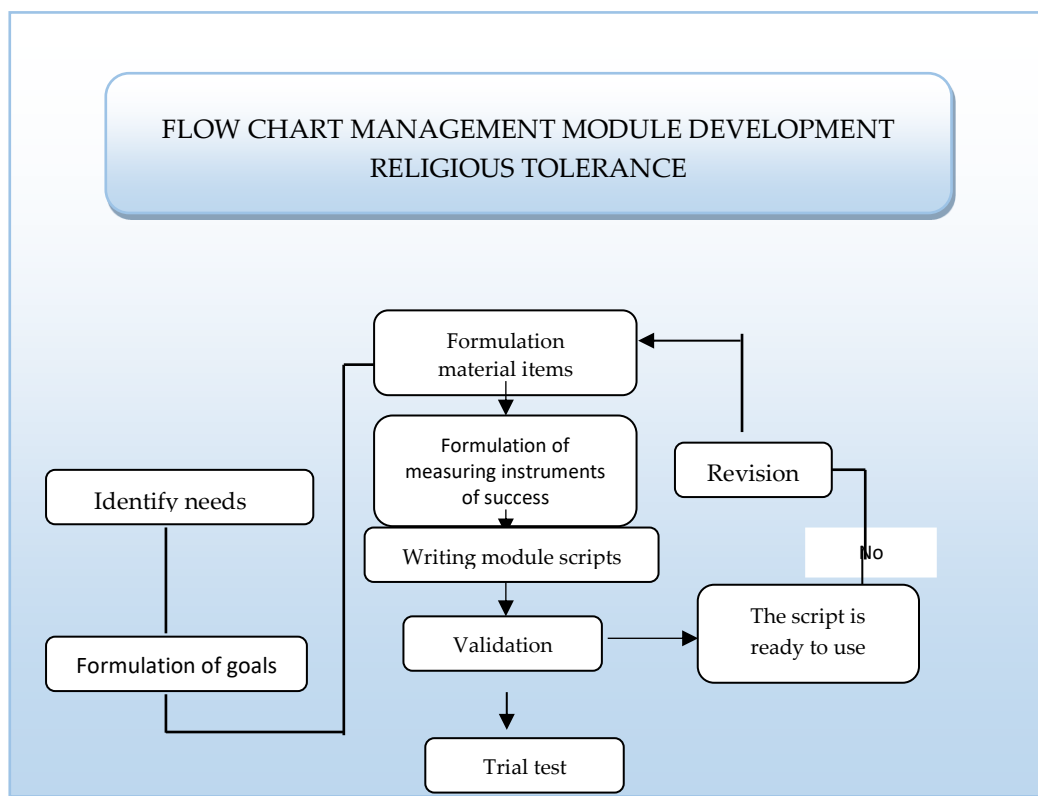 FLOW CHART MANAGEMENT MODULE DEVELOPMENT
RELIGIOUS TOLERANCE
Formulation
material items
Formulation of
measuring instruments
of success
Revision
Identify needs
No
Writing module scripts
The script is
ready to use
Validation
Formulation of goals
Trial test